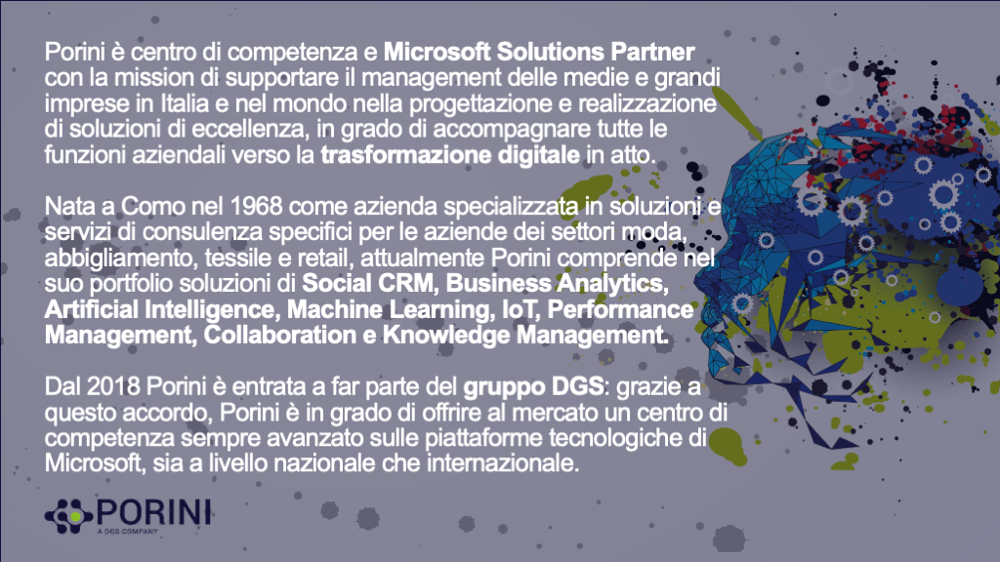 Porini è centro di competenza e Microsoft Solutions Partner
con la mission di supportare il management delle medie e grandi
imprese in Italia e nel mondo nella progettazione e realizzazione
di soluzioni di eccellenza, in grado di accompagnare tutte le
funzioni aziendali verso la trasformazione digitale in atto.
Nata a Como nel 1968 come azienda specializzata in soluzioni e
servizi di consulenza specifici per le aziende dei settori moda,
abbigliamento, tessile e retail, attualmente Porini comprende nel
suo portfolio soluzioni di Social CRM, Business Analytics,
Artificial Intelligence, Machine Learning, IoT, Performance
Management, Collaboration e Knowledge Management.
Dal 2018 Porini è entrata a far parte del gruppo DGS: grazie a
questo accordo, Porini è in grado di offrire al mercato un centro di
competenza sempre avanzato sulle piattaforme tecnologiche di
Microsoft, sia a livello nazionale che internazionale.
PORINI
A DGS COMPANY